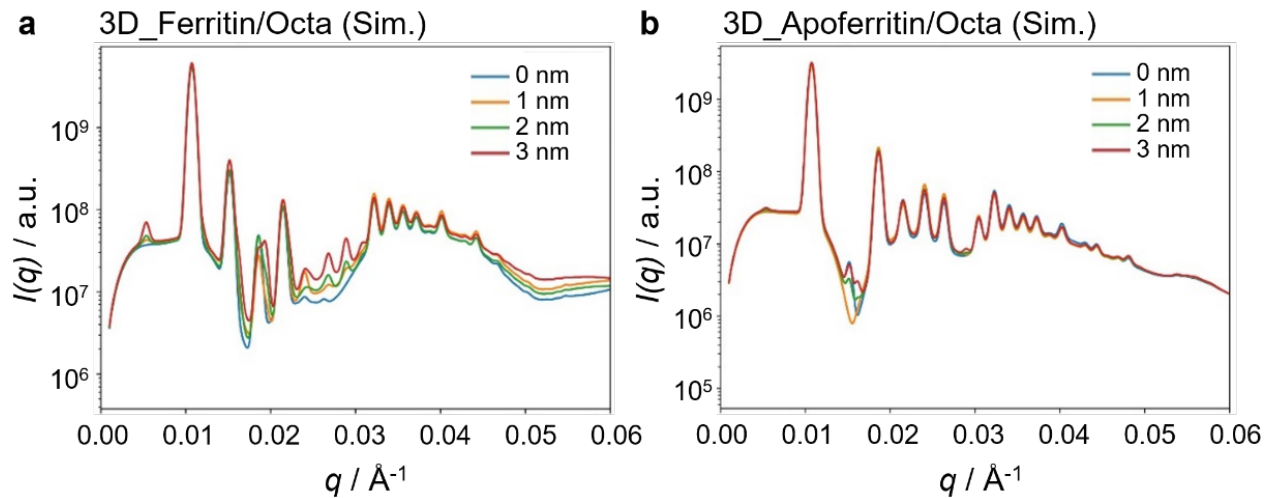 a 3D_Ferritin/Octa (Sim.)
0 nm
1 nm
2 nm
3 nm
10⁹
10⁸
10⁷
10⁶
I(q) / a.u.
0.00 0.01 0.02 0.03 0.04 0.05 0.06
q / Å⁻¹
b 3D_Apoferritin/Octa (Sim.)
0 nm
1 nm
2 nm
3 nm
10⁹
10⁸
10⁷
10⁶
10⁵
I(q) / a.u.
0.00 0.01 0.02 0.03 0.04 0.05 0.06
q / Å⁻¹